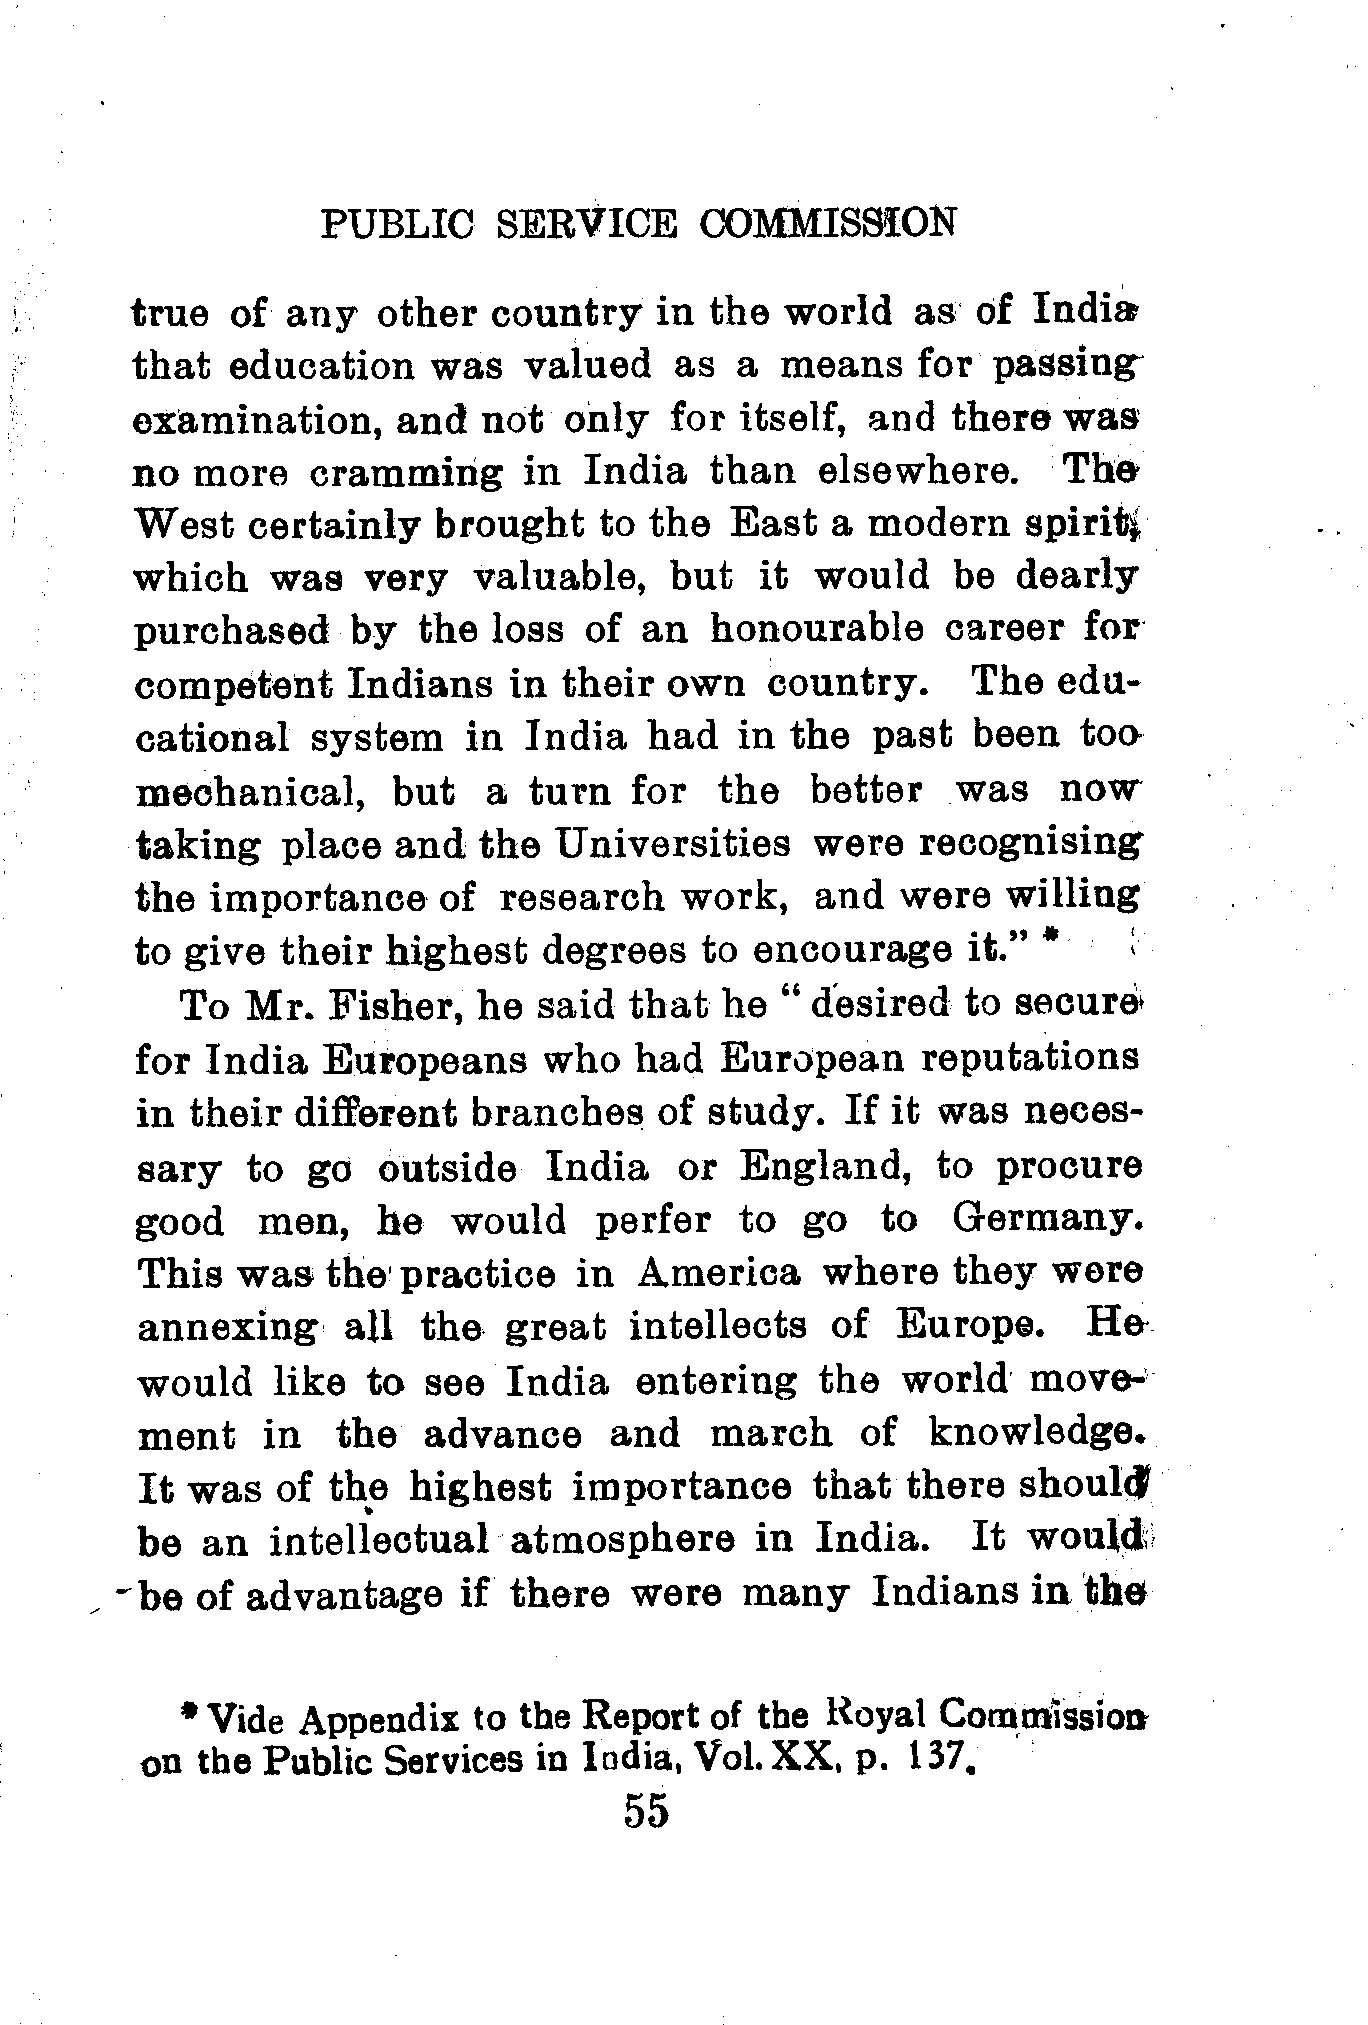 PUBLIC SERVICE COMMISSION
true of any other country in the world as of India
that education was valued as a means for passing
examination, and not only for itself, and there was
no more cramming in India than elsewhere. The
West certainly brought to the East a modern spirit,
which was very valuable, but it would be dearly
purchased by the loss of an honourable career for
competent Indians in their own country. The edu-
cational system in India had in the past been too
mechanical, but a turn for the better was now
taking place and the Universities were recognising
the importance of research work, and were willing
to give their highest degrees to encourage it.” *
To Mr. Fisher, he said that he “ desired to secure
for India Europeans who had European reputations
in their different branches of study. If it was neces-
sary to go outside India or England, to procure
good men, he would perfer to go to Germany.
This was the practice in America where they were
annexing all the great intellects of Europe. He
would like to see India entering the world move-
ment in the advance and march of knowledge.
It was of the highest importance that there should
be an intellectual atmosphere in India. It would
be of advantage if there were many Indians in the
* Vide Appendix to the Report of the Royal Commission
on the Public Services in India, Vol. XX, p. 137.
55